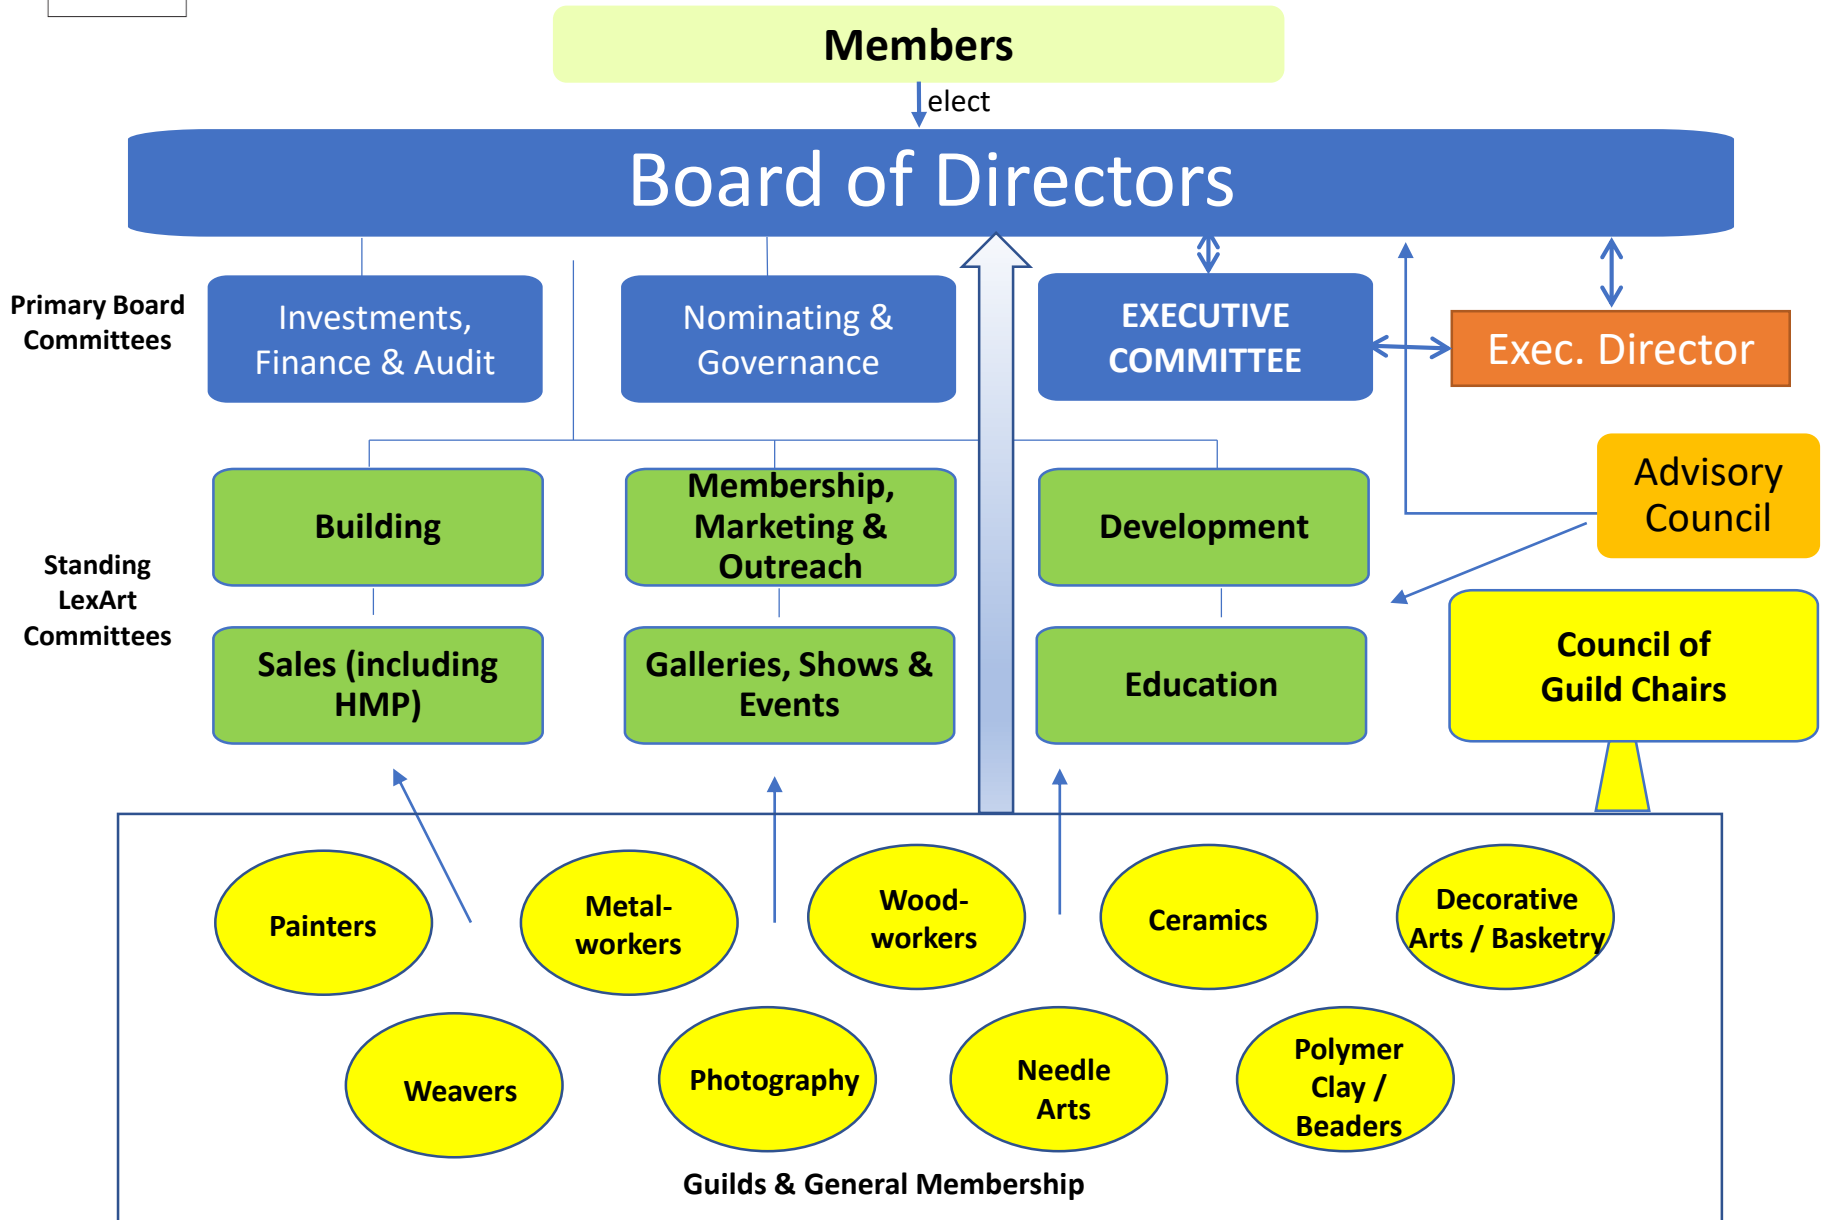 Members
elect
Board of Directors
Primary Board
Committees
Investments,
Finance & Audit
Nominating &
Governance
EXECUTIVE
COMMITTEE
Exec. Director
Advisory
Council
Standing
LexArt
Committees
Building
Membership,
Marketing &
Outreach
Development
Sales (including
HMP)
Galleries, Shows &
Events
Education
Council of
Guild Chairs
Painters
Metal-
workers
Wood-
workers
Ceramics
Decorative
Arts / Basketry
Weavers
Photography
Needle
Arts
Polymer
Clay /
Beaders
Guilds & General Membership